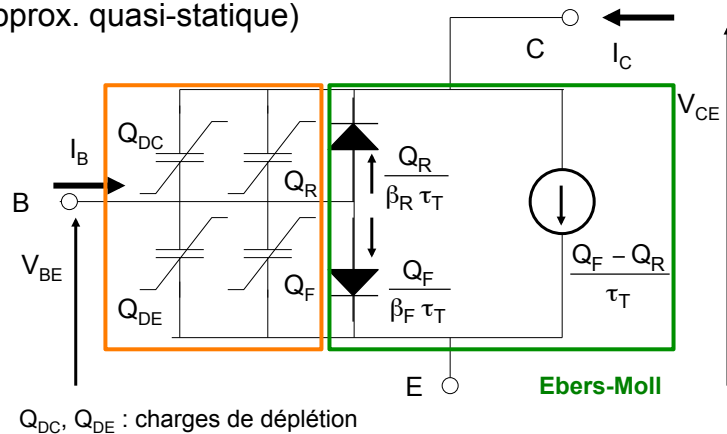 pprox. quasi-statique)
C
I_C
V_CE
Q_DC
I_B
Q_R
Q_R / β_R τ_T
B
V_BE
Q_F
Q_F / β_F τ_T
Q_F – Q_R / τ_T
Q_DE
E
Ebers-Moll
Q_DC, Q_DE : charges de déplétion